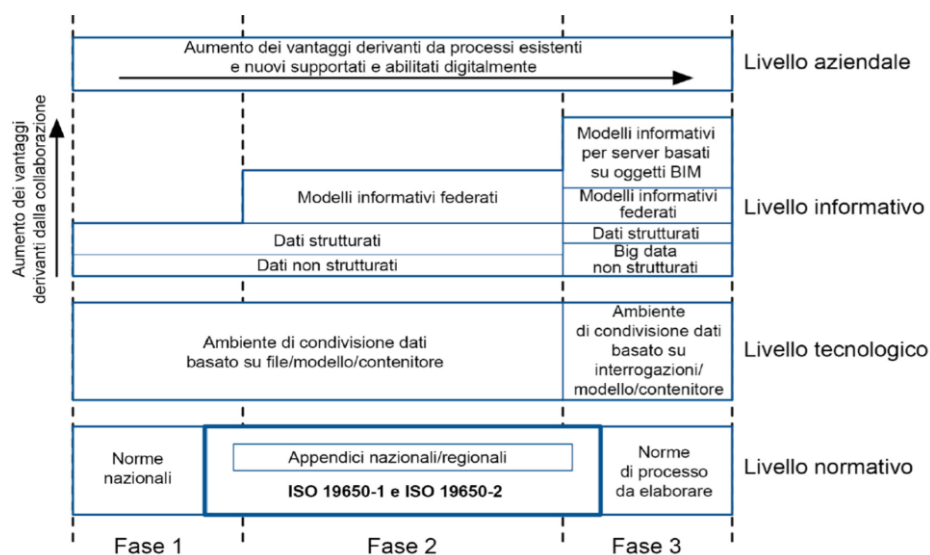 Aumento dei vantaggi derivanti da processi esistenti
e nuovi supportati e abilitati digitalmente
Livello aziendale
Aumento dei vantaggi
derivanti dalla collaborazione
Modelli informativi
per server basati
su oggetti BIM
Modelli informativi federati
Modelli informativi
federati
Dati strutturati
Dati strutturati
Dati non strutturati
Big data
non strutturati
Livello informativo
Ambiente di condivisione dati
basato su file/modello/contenitore
Ambiente
di condivisione dati
basato su
interrogazioni/
modello/contenitore
Livello tecnologico
Norme
nazionali
Appendici nazionali/regionali
ISO 19650-1 e ISO 19650-2
Norme
di processo
da elaborare
Livello normativo
Fase 1
Fase 2
Fase 3